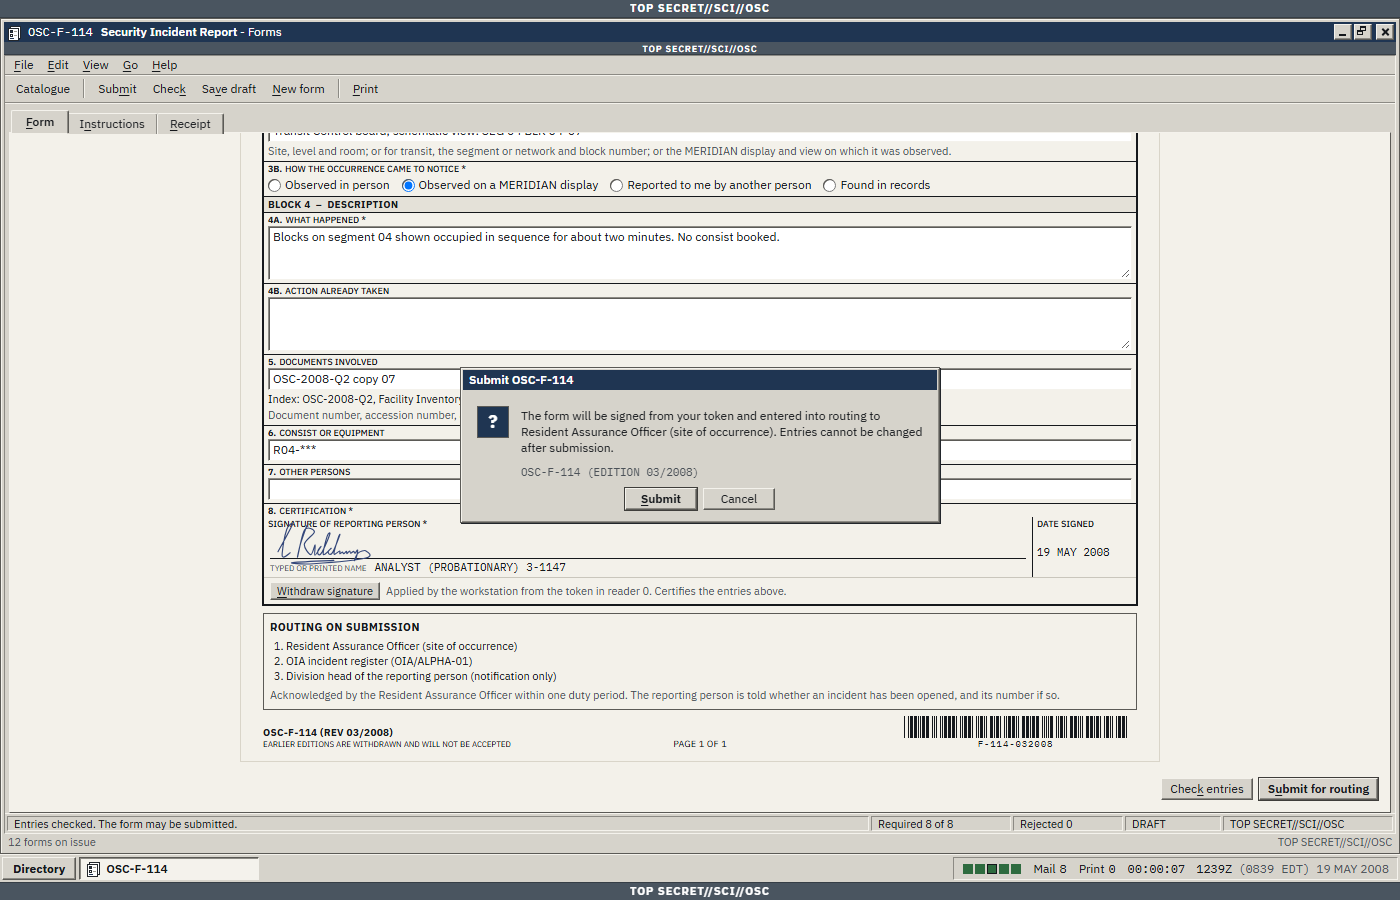 TOP SECRET//SCI//OSC
OSC-F-114 Security Incident Report - Forms
TOP SECRET//SCI//OSC
File Edit View Go Help
Catalogue Submit Check Save draft New form Print
Form Instructions Receipt
Site, level and room; or for transit, the segment or network and block number; or the MERIDIAN display and view on which it was observed.
3B. HOW THE OCCURRENCE CAME TO NOTICE *
Observed in person Observed on a MERIDIAN display Reported to me by another person Found in records
BLOCK 4 – DESCRIPTION
4A. WHAT HAPPENED *
Blocks on segment 04 shown occupied in sequence for about two minutes. No consist booked.
4B. ACTION ALREADY TAKEN
5. DOCUMENTS INVOLVED
OSC-2008-Q2 copy 07
Index: OSC-2008-Q2, Facility Inventory
Document number, accession number,
6. CONSIST OR EQUIPMENT
R04-***
7. OTHER PERSONS
Submit OSC-F-114
?
The form will be signed from your token and entered into routing to
Resident Assurance Officer (site of occurrence). Entries cannot be changed
after submission.
OSC-F-114 (EDITION 03/2008)
Submit Cancel
8. CERTIFICATION *
SIGNATURE OF REPORTING PERSON * DATE SIGNED
19 MAY 2008
TYPED OR PRINTED NAME ANALYST (PROBATIONARY) 3-1147
Withdraw signature Applied by the workstation from the token in reader 0. Certifies the entries above.
ROUTING ON SUBMISSION
1. Resident Assurance Officer (site of occurrence)
2. OIA incident register (OIA/ALPHA-01)
3. Division head of the reporting person (notification only)
Acknowledged by the Resident Assurance Officer within one duty period. The reporting person is told whether an incident has been opened, and its number if so.
OSC-F-114 (REV 03/2008)
EARLIER EDITIONS ARE WITHDRAWN AND WILL NOT BE ACCEPTED PAGE 1 OF 1 F-114-032008
Check entries Submit for routing
Entries checked. The form may be submitted. Required 8 of 8 Rejected 0 DRAFT TOP SECRET//SCI//OSC
12 forms on issue TOP SECRET//SCI//OSC
Directory OSC-F-114 Mail 8 Print 0 00:00:07 1239Z (0839 EDT) 19 MAY 2008
TOP SECRET//SCI//OSC